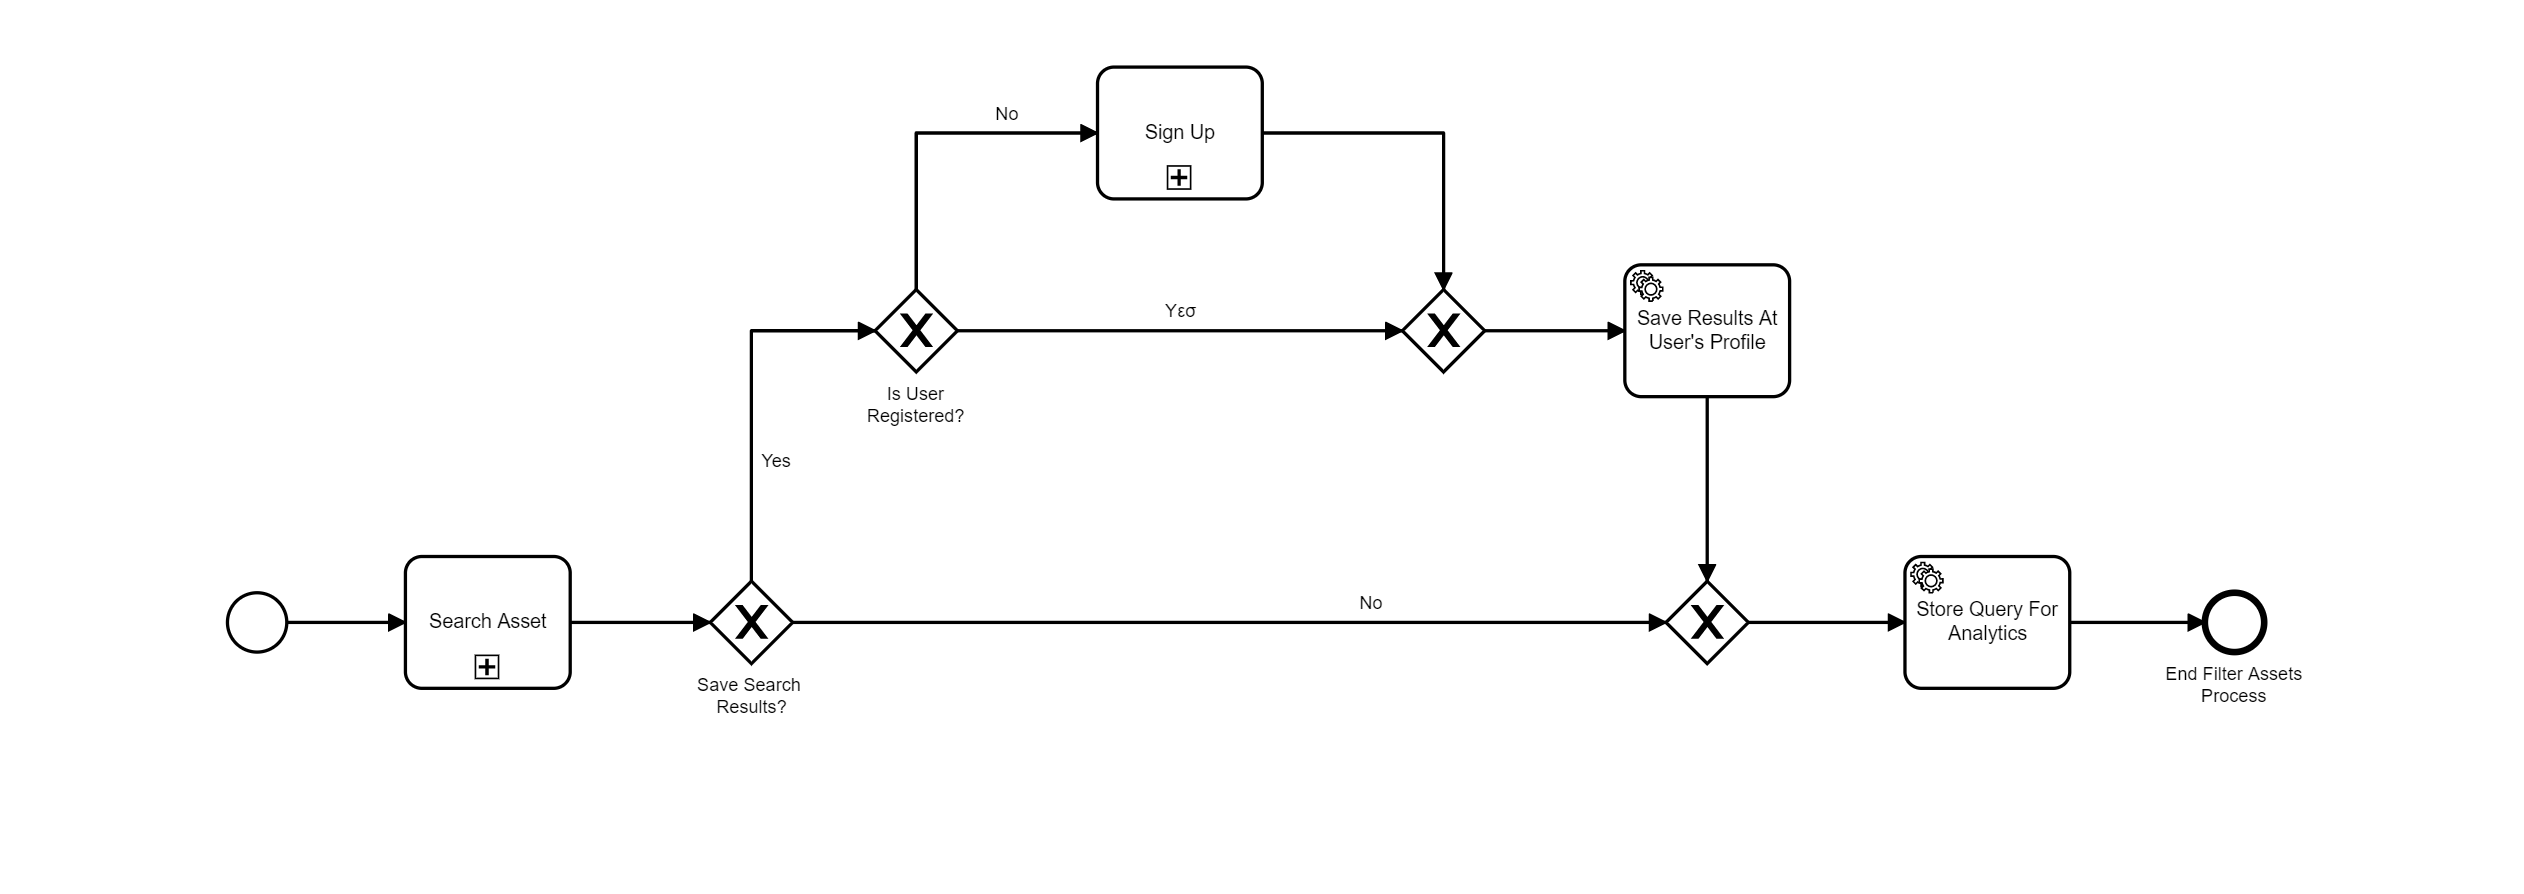 No
Sign Up
Υεσ
Save Results At
User's Profile
Is User
Registered?
Yes
Search Asset
No
Store Query For
Analytics
Save Search
Results?
End Filter Assets
Process